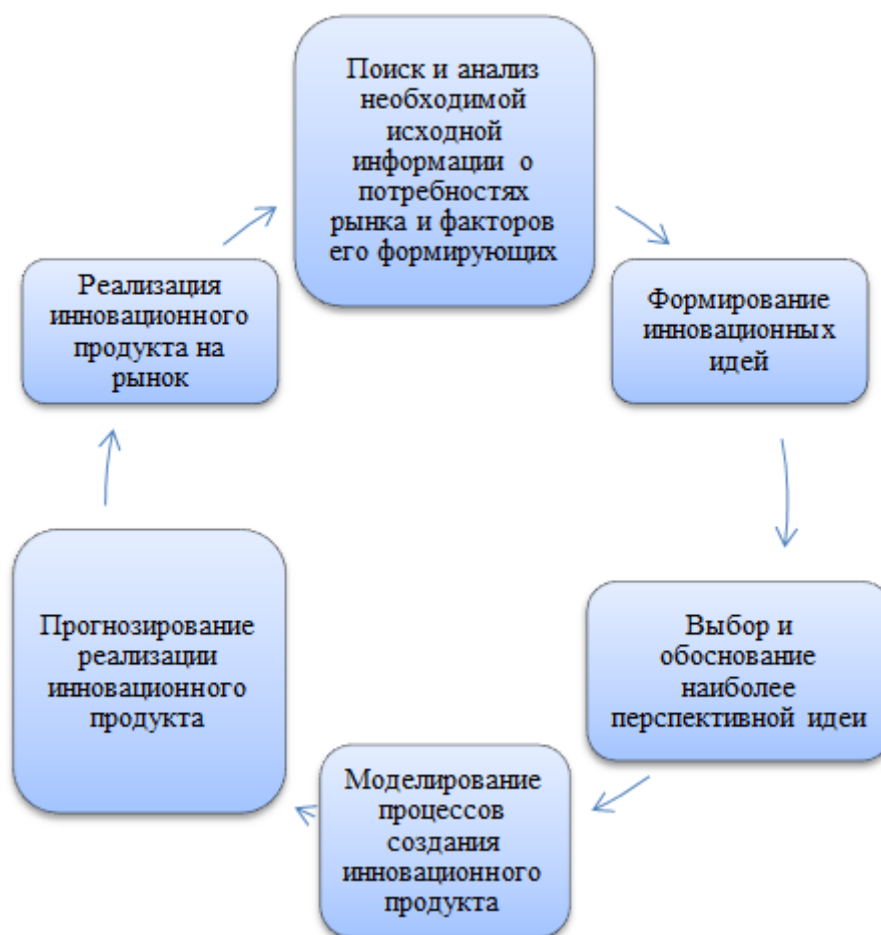 Поиск и анализ
необходимой
исходной
информации о
потребностях
рынка и факторов
его формирующих
Формирование
инновационных
идей
Выбор и
обоснование
наиболее
перспективной идеи
Моделирование
процессов
создания
инновационного
продукта
Прогнозирование
реализации
инновационного
продукта
Реализация
инновационного
продукта на
рынок